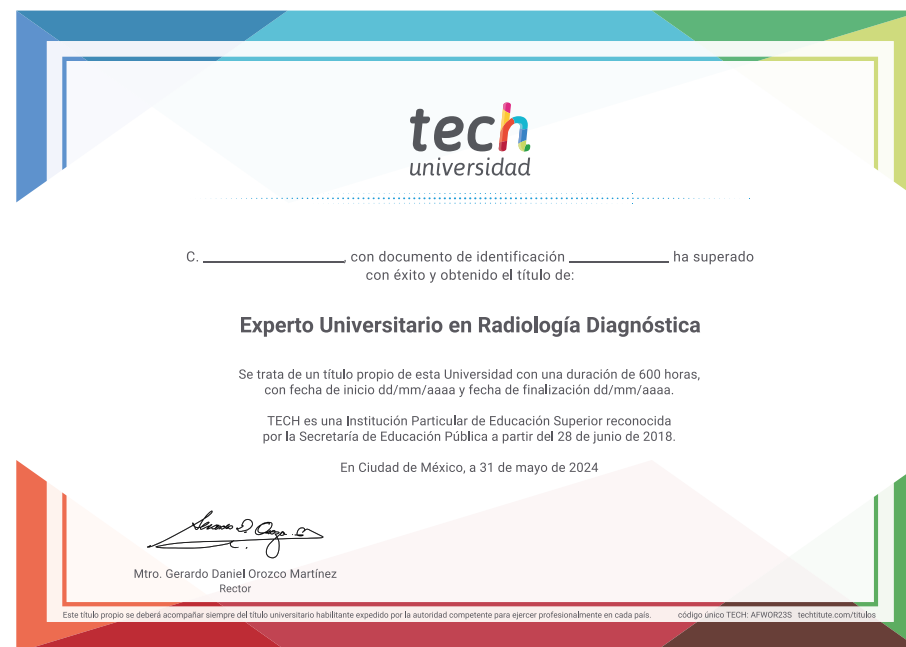 tech
universidad
C. ____________, con documento de identificación ____________ ha superado
con éxito y obtenido el título de:
Experto Universitario en Radiología Diagnóstica
Se trata de un título propio de esta Universidad con una duración de 600 horas,
con fecha de inicio dd/mm/aaaa y fecha de finalización dd/mm/aaaa.
TECH es una Institución Particular de Educación Superior reconocida
por la Secretaría de Educación Pública a partir del 28 de junio de 2018.
En Ciudad de México, a 31 de mayo de 2024
Mtro. Gerardo Daniel Orozco Martínez
Rector
Este título propio se deberá acompañar siempre del título universitario habilitante expedido por la autoridad competente para ejercer profesionalmente en cada país. código único TECH: AFWOR23S techtitute.com/titulos